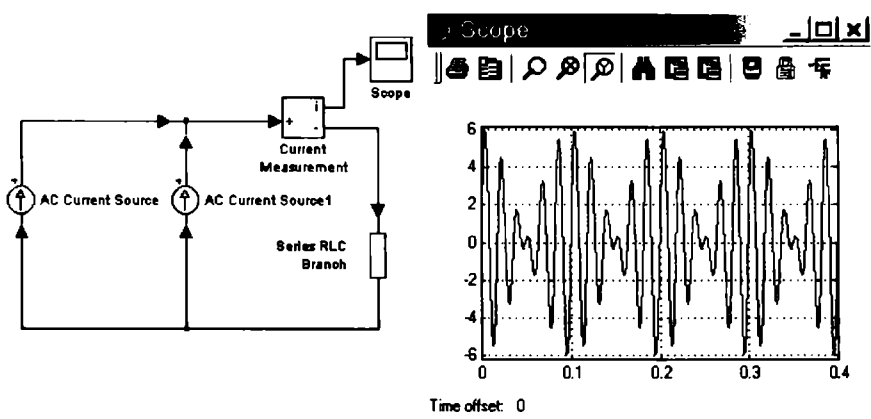 Scope
Scope
i
+
-
Current
Measurement
AC Current Source
AC Current Source1
Series RLC
Branch
6
4
2
0
-2
-4
-6
0
0.1
0.2
0.3
0.4
Time offset: 0